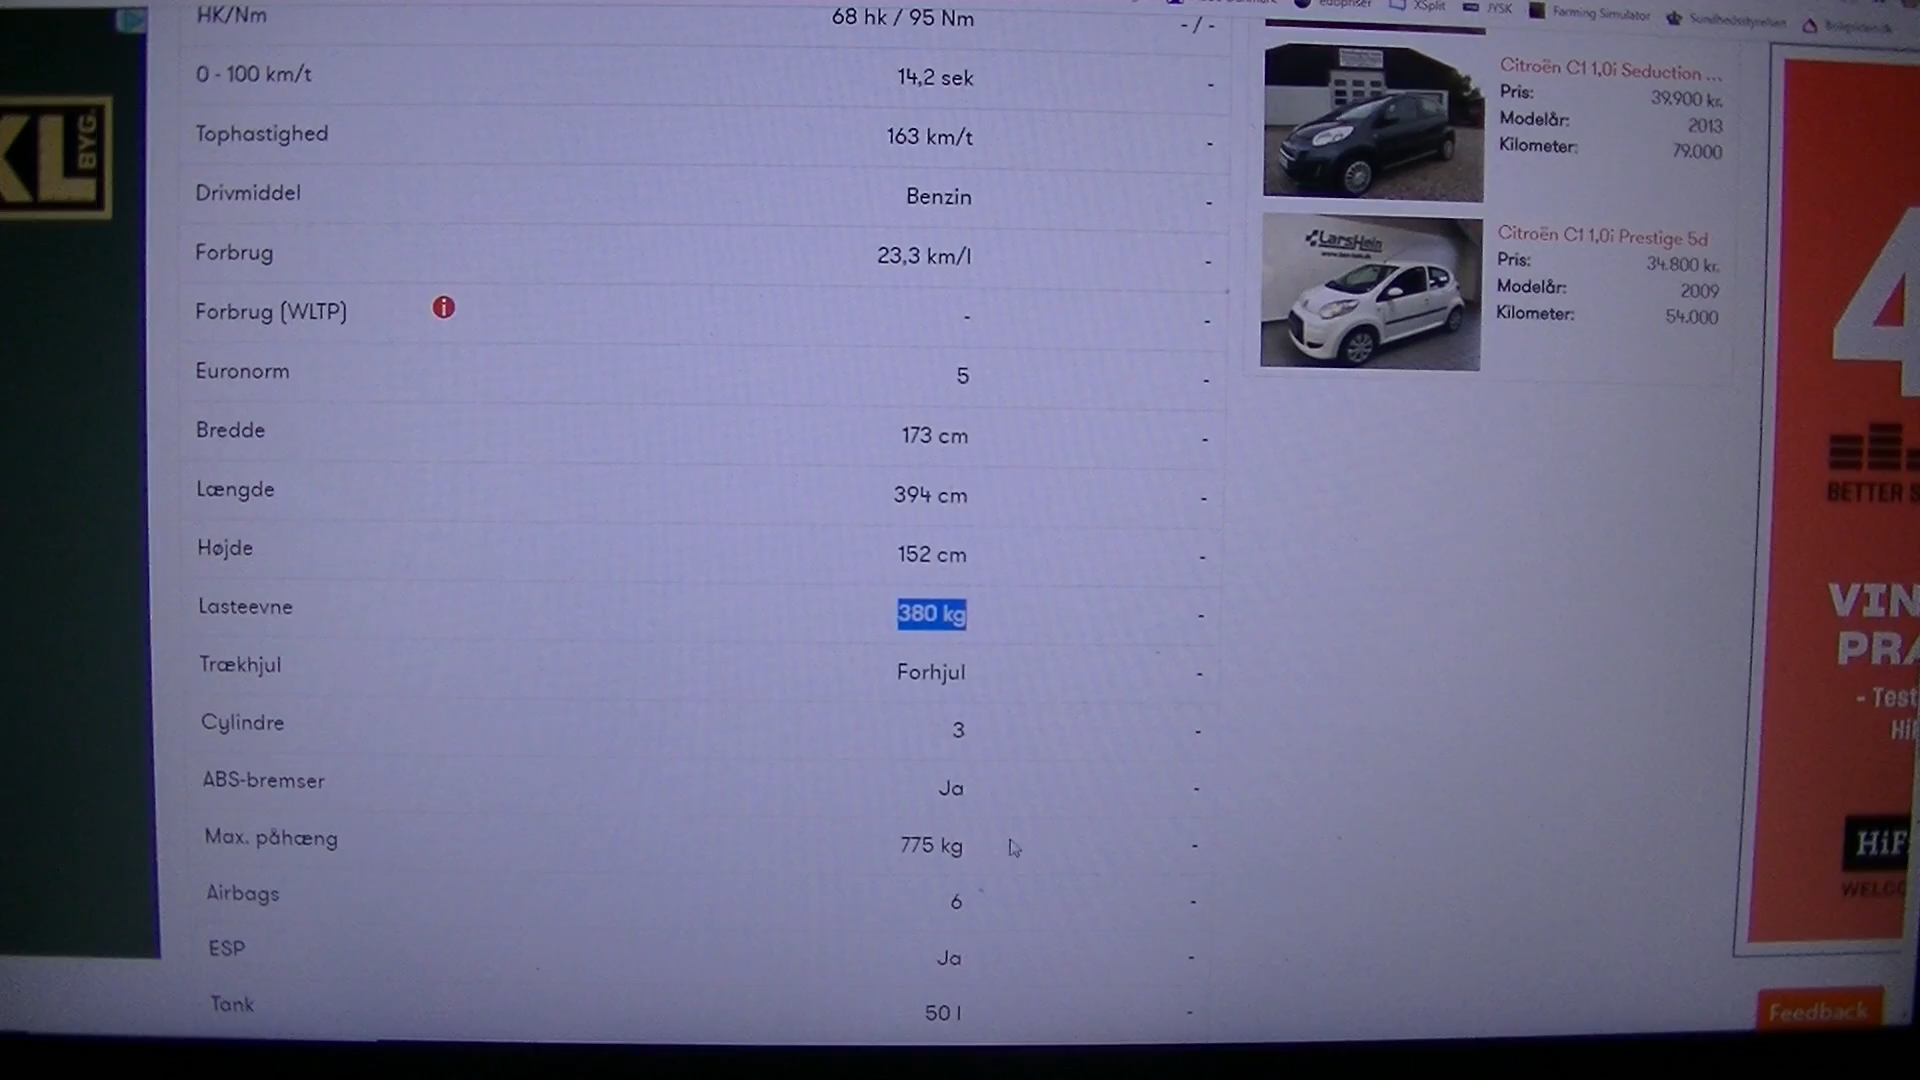 XSplit
JYSK
Farming Simulator
Sundhedsstyrelsen
HK/Nm 68 hk / 95 Nm - / -
0 - 100 km/t 14,2 sek -
Tophastighed 163 km/t -
Drivmiddel Benzin -
Forbrug 23,3 km/l -
Forbrug (WLTP) i - -
Euronorm 5 -
Bredde 173 cm -
Længde 394 cm -
Højde 152 cm -
Lasteevne 380 kg -
Trækhjul Forhjul -
Cylindre 3 -
ABS-bremser Ja -
Max. påhæng 775 kg -
Airbags 6 -
ESP Ja -
Tank 50 l -
XL BYG.
Citroën C1 1,0i Seduction ...
Pris: 39.900 kr.
Modelår: 2013
Kilometer: 79.000
LarsHein
Citroën C1 1,0i Prestige 5d
Pris: 34.800 kr.
Modelår: 2009
Kilometer: 54.000
4
BETTER S
VIN
PRA
- Test
HiF
HiF
WELCO
Feedback